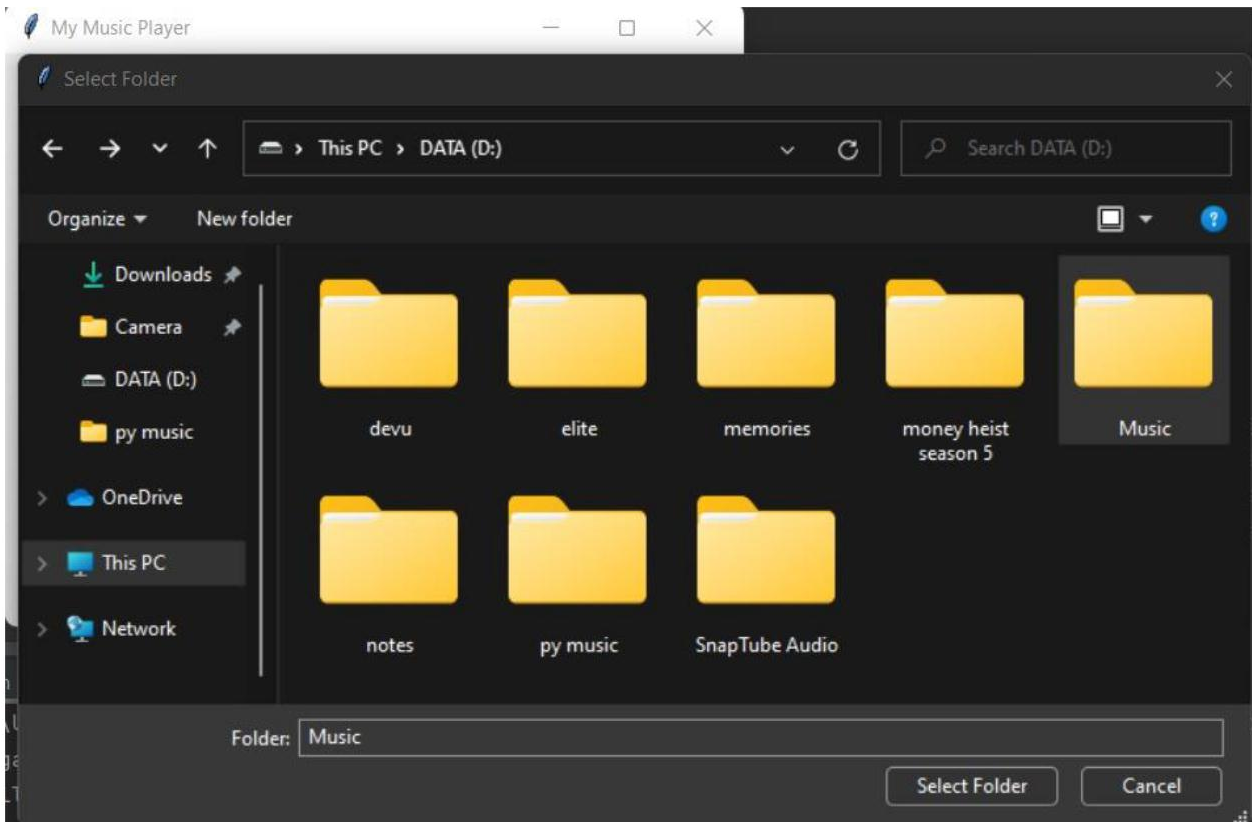 My Music Player
Select Folder
This PC > DATA (D:)
Search DATA (D:)
Organize
New folder
?
Downloads
Camera
DATA (D:)
py music
OneDrive
This PC
Network
devu
elite
memories
money heist
season 5
Music
notes
py music
SnapTube Audio
Folder: Music
Select Folder
Cancel